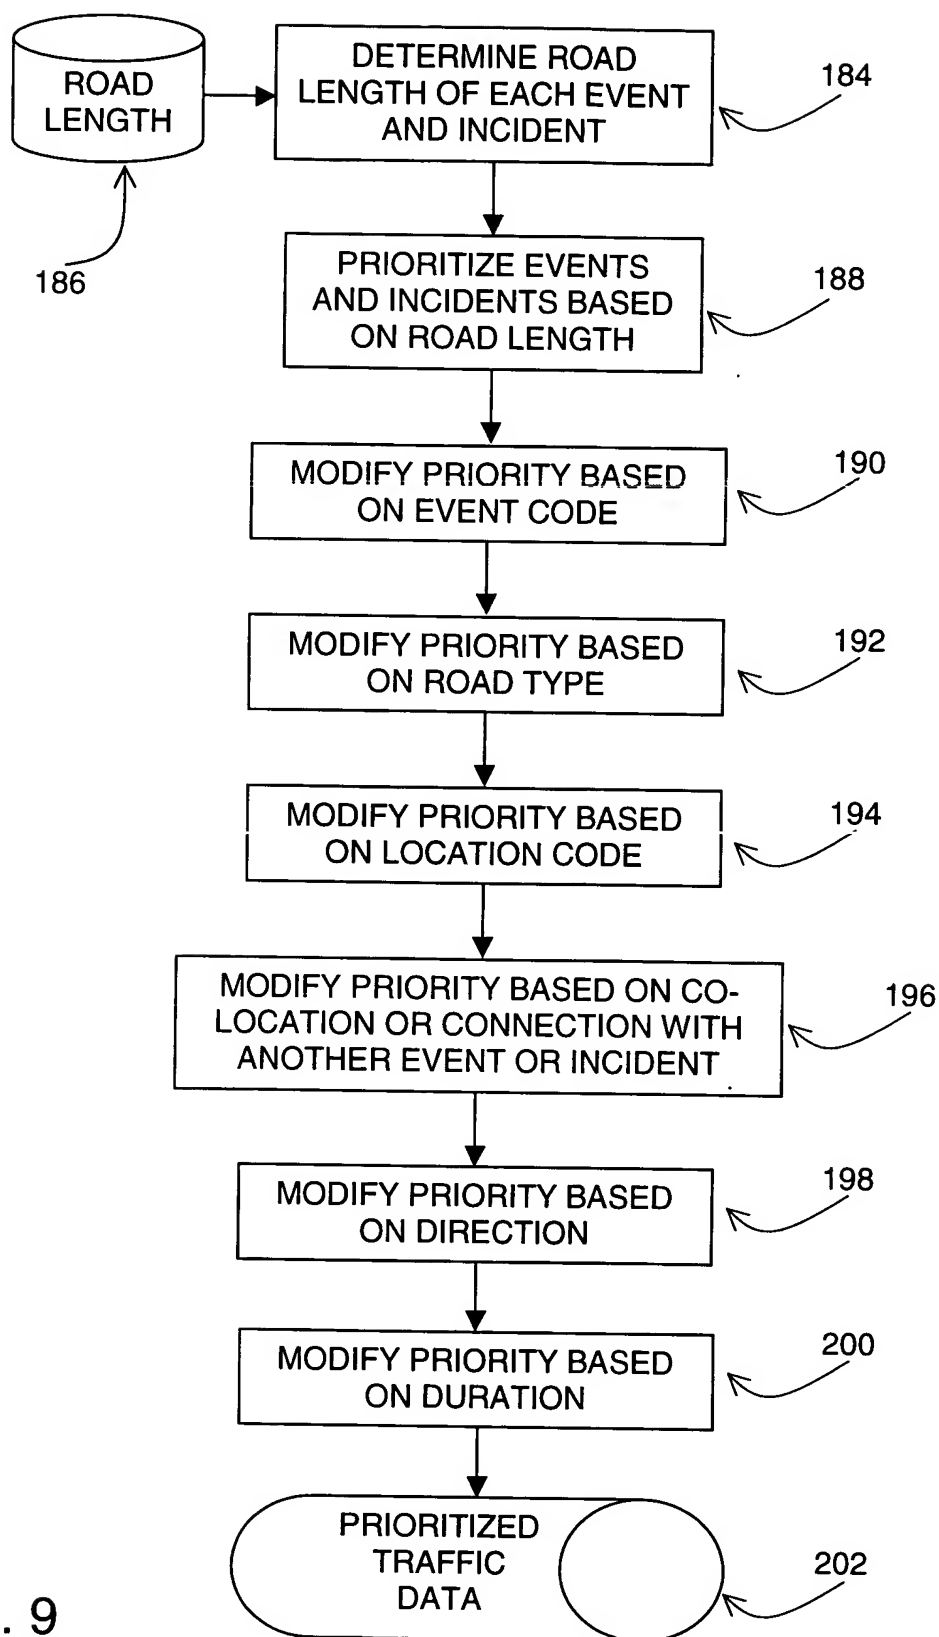 ROAD
LENGTH
DETERMINE ROAD
LENGTH OF EACH EVENT
AND INCIDENT
184
186
PRIORITIZE EVENTS
AND INCIDENTS BASED
ON ROAD LENGTH
188
MODIFY PRIORITY BASED
ON EVENT CODE
190
MODIFY PRIORITY BASED
ON ROAD TYPE
192
MODIFY PRIORITY BASED
ON LOCATION CODE
194
MODIFY PRIORITY BASED ON CO-
LOCATION OR CONNECTION WITH
ANOTHER EVENT OR INCIDENT
196
MODIFY PRIORITY BASED
ON DIRECTION
198
MODIFY PRIORITY BASED
ON DURATION
200
PRIORITIZED
TRAFFIC
DATA
202
. 9